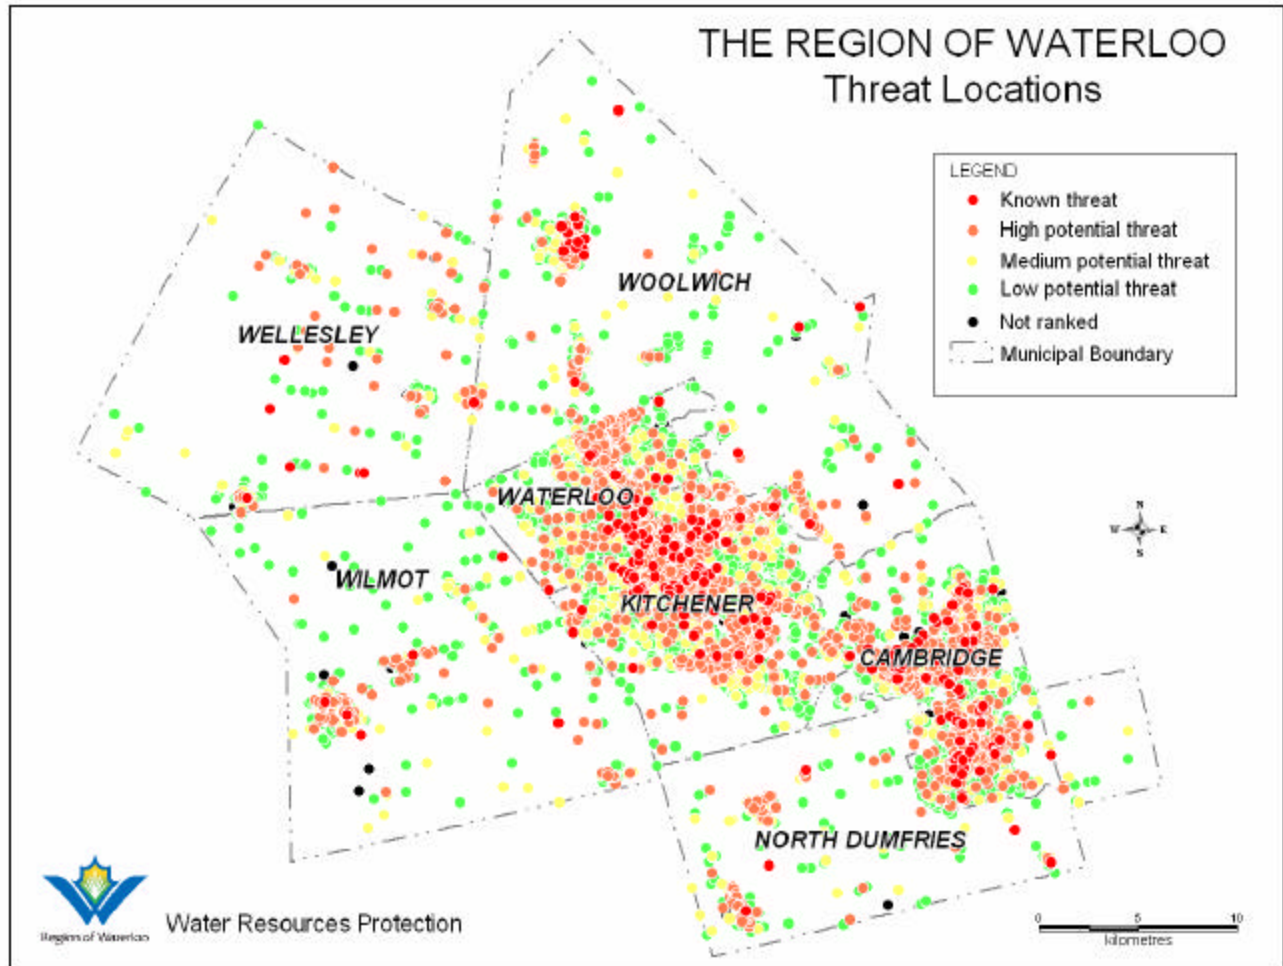 THE REGION OF WATERLOO
Threat Locations
LEGEND
Known threat
High potential threat
Medium potential threat
Low potential threat
Not ranked
Municipal Boundary
WOOLWICH
WELLESLEY
WATERLOO
N
W E
S
WILMOT
KITCHENER
CAMBRIDGE
NORTH DUMFRIES
Region of Waterloo
Water Resources Protection
0 5 10
kilometres